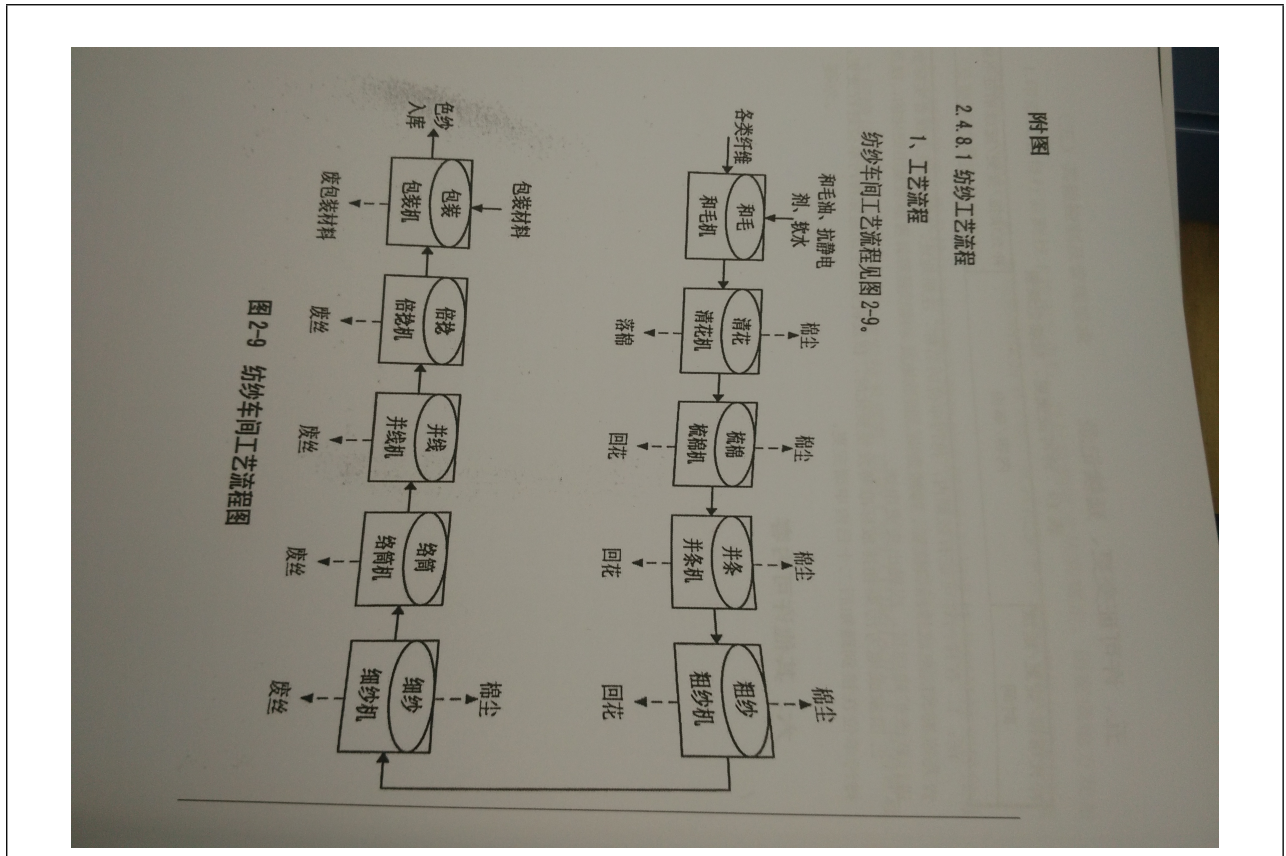 附图
2.4.8.1 纺纱工艺流程
1、工艺流程
纺纱车间工艺流程见图 2-9。
和毛油、抗静电
剂、软水
棉尘
棉尘
棉尘
棉尘
各类纤维
和毛
和毛机
清花
清花机
梳棉
梳棉机
并条
并条机
粗纱
粗纱机
落棉
回花
回花
回花
包装材料
棉尘
色纱
入库
包装
包装机
倍捻
倍捻机
并线
并线机
络筒
络筒机
细纱
细纱机
废包装材料
废丝
废丝
废丝
废丝
图 2-9 纺纱车间工艺流程图